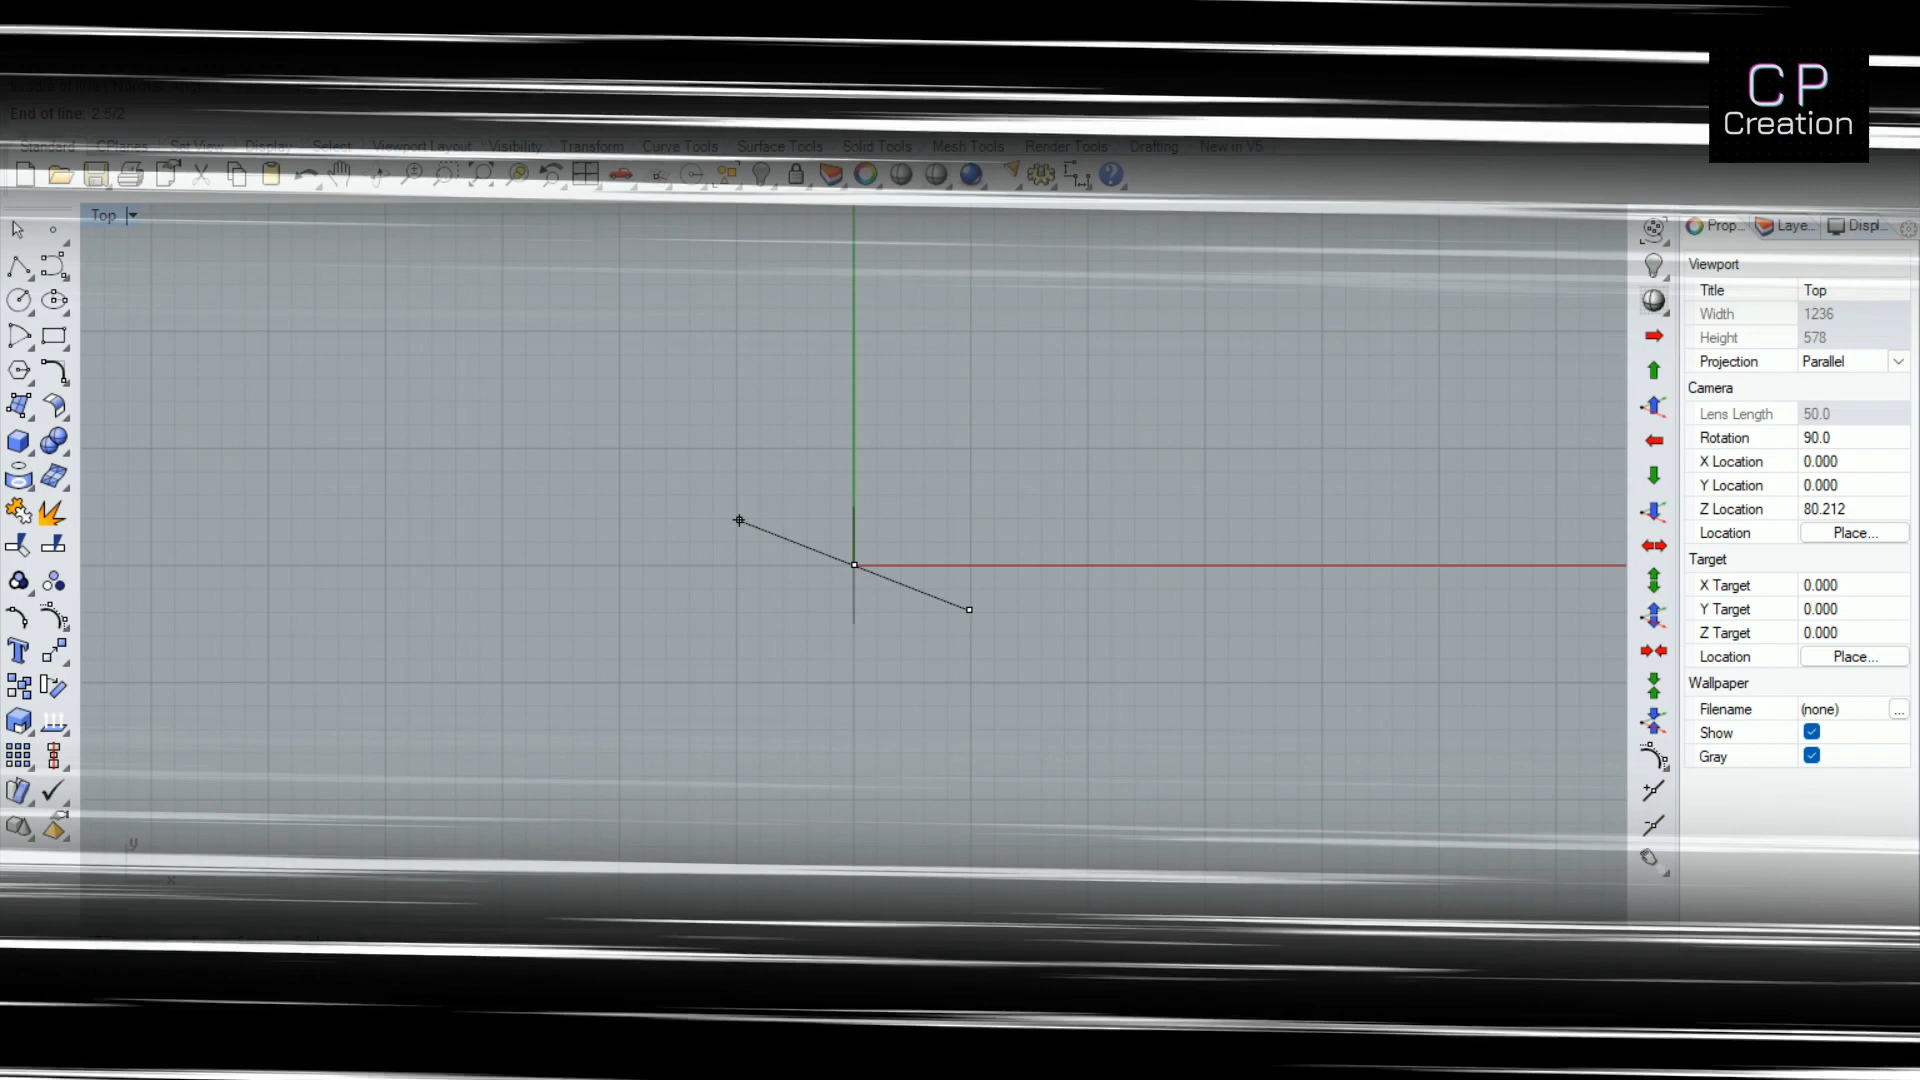 CP
Creation
End of line: 2.5/2
Standard CPlanes Set View Display Select Viewport Layout Visibility Transform Curve Tools Surface Tools Solid Tools Mesh Tools Render Tools Drafting New in V5
Top
Prop... Laye... Displ...
Viewport
Title Top
Width 1236
Height 578
Projection Parallel
Camera
Lens Length 50.0
Rotation 90.0
X Location 0.000
Y Location 0.000
Z Location 80.212
Location Place...
Target
X Target 0.000
Y Target 0.000
Z Target 0.000
Location Place...
Wallpaper
Filename (none) ...
Show
Gray
y
x